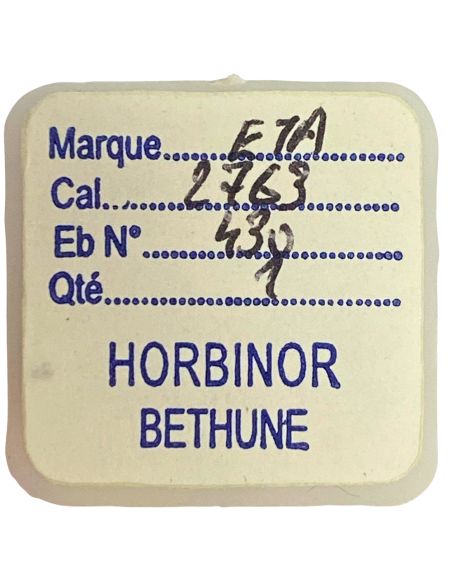 Marque ETA
Cal. 2763
Eb N° 430
Qté 1
HORBINOR
BETHUNE